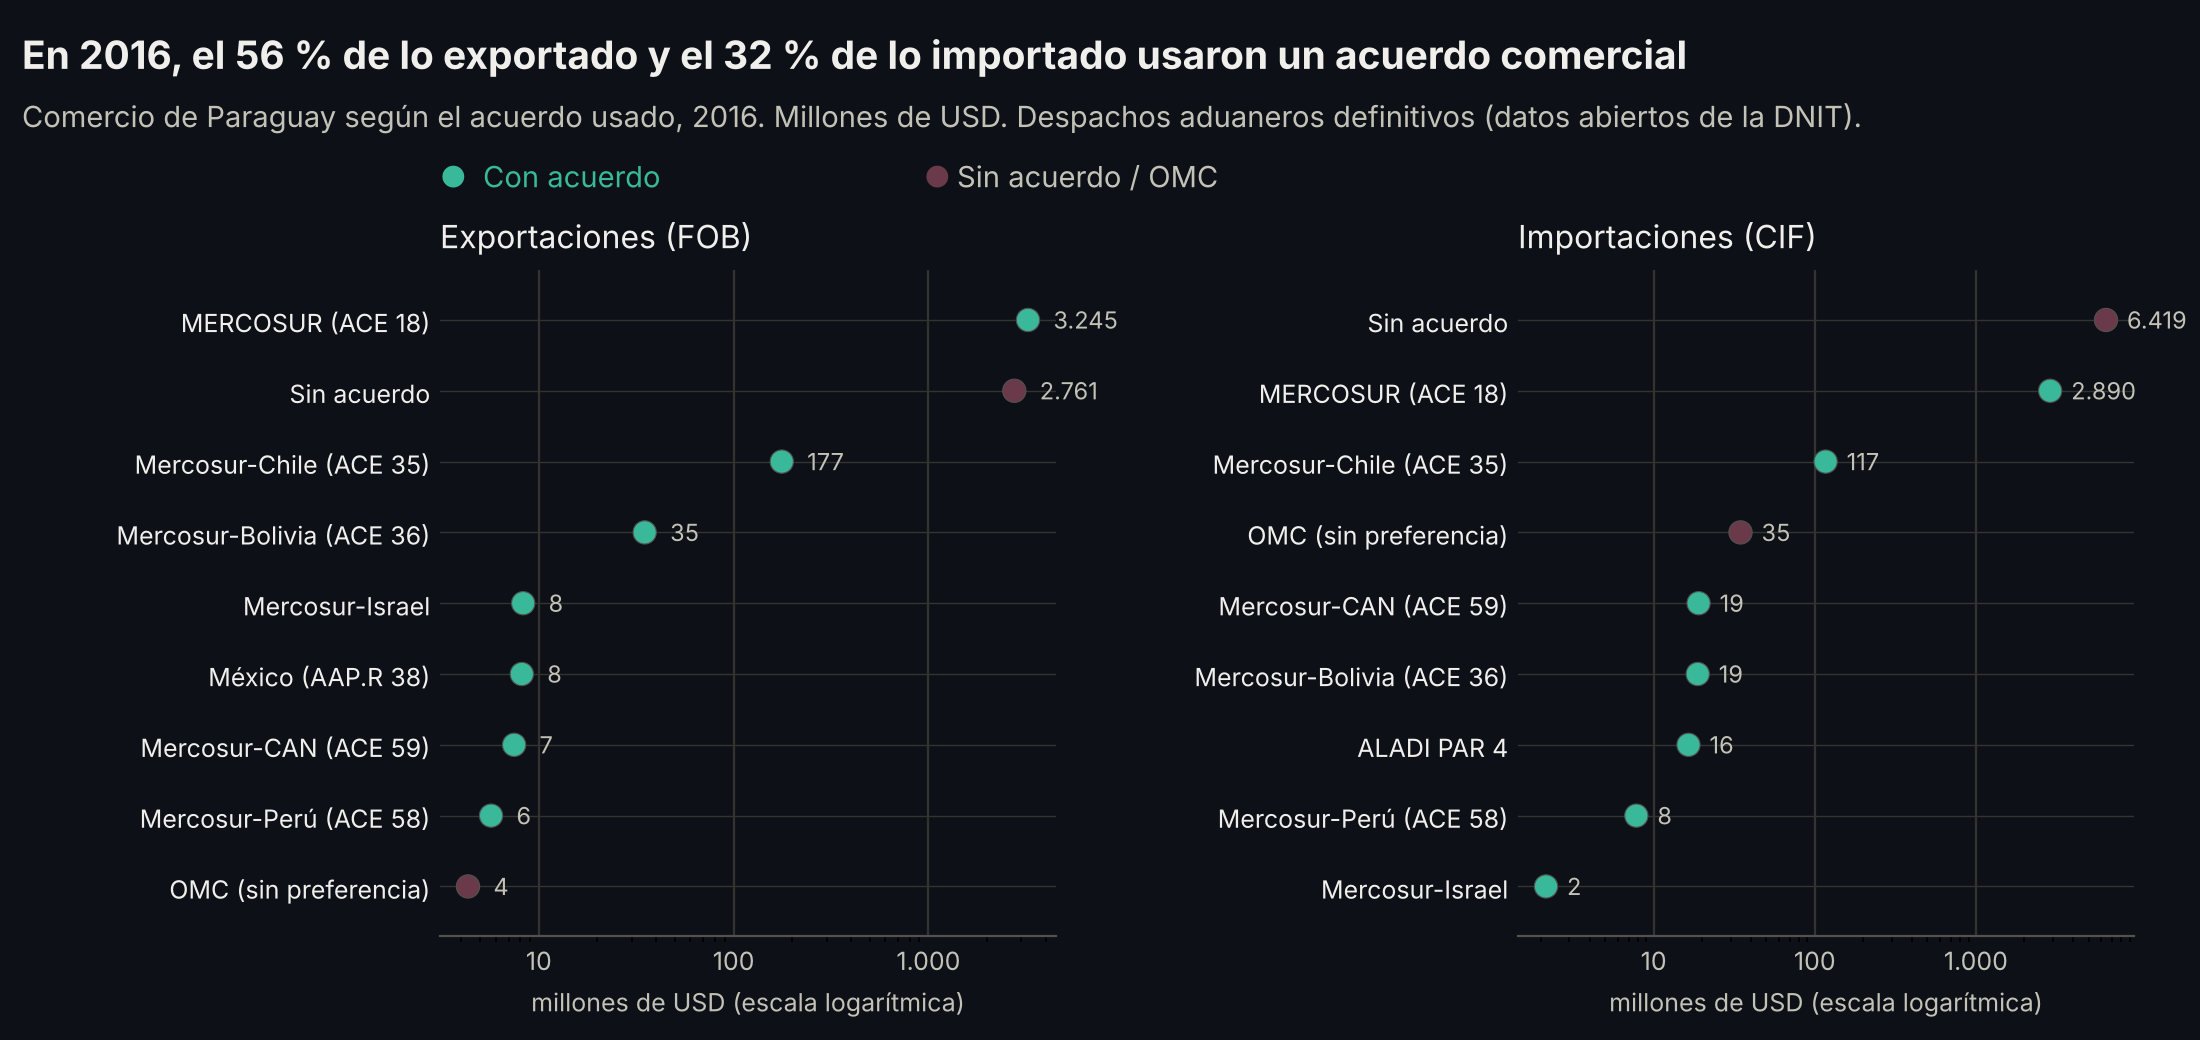 En 2016, el 56 % de lo exportado y el 32 % de lo importado usaron un acuerdo comercial
Comercio de Paraguay según el acuerdo usado, 2016. Millones de USD. Despachos aduaneros definitivos (datos abiertos de la DNIT).
Con acuerdo
Sin acuerdo / OMC
Exportaciones (FOB)
MERCOSUR (ACE 18) 3.245
Sin acuerdo 2.761
Mercosur-Chile (ACE 35) 177
Mercosur-Bolivia (ACE 36) 35
Mercosur-Israel 8
México (AAP.R 38) 8
Mercosur-CAN (ACE 59) 7
Mercosur-Perú (ACE 58) 6
OMC (sin preferencia) 4
10 100 1.000
millones de USD (escala logarítmica)
Importaciones (CIF)
Sin acuerdo 6.419
MERCOSUR (ACE 18) 2.890
Mercosur-Chile (ACE 35) 117
OMC (sin preferencia) 35
Mercosur-CAN (ACE 59) 19
Mercosur-Bolivia (ACE 36) 19
ALADI PAR 4 16
Mercosur-Perú (ACE 58) 8
Mercosur-Israel 2
10 100 1.000
millones de USD (escala logarítmica)